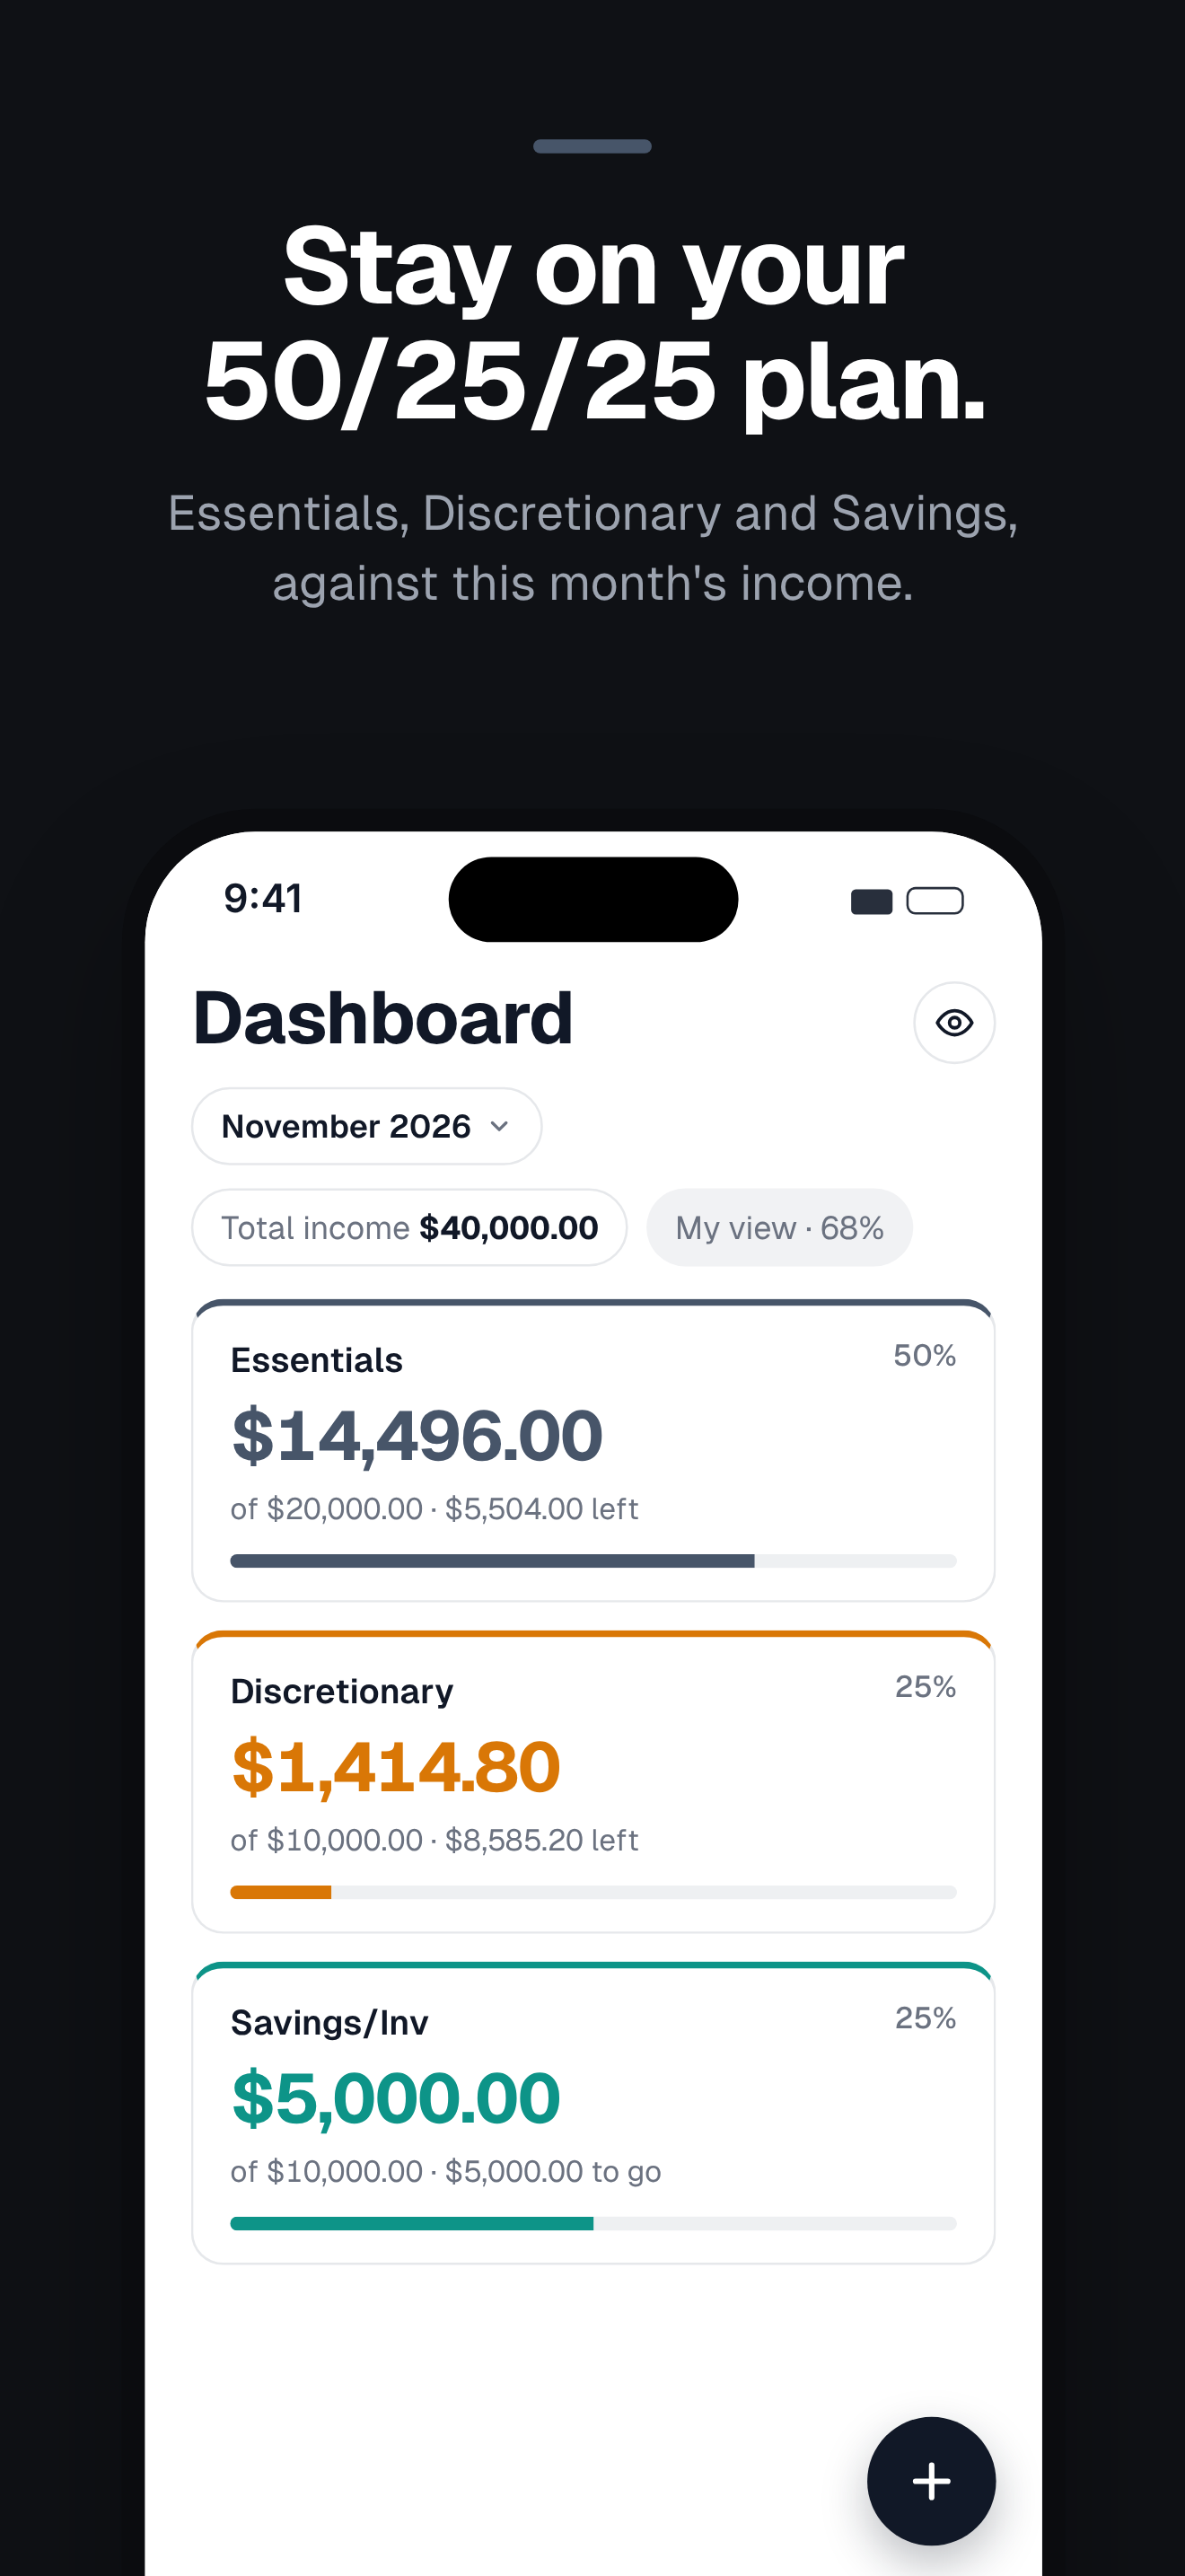 Stay on your
50/25/25 plan.
Essentials, Discretionary and Savings,
against this month's income.
9:41
Dashboard
November 2026
Total income $40,000.00
My view · 68%
Essentials
50%
$14,496.00
of $20,000.00 · $5,504.00 left
Discretionary
25%
$1,414.80
of $10,000.00 · $8,585.20 left
Savings/Inv
25%
$5,000.00
of $10,000.00 · $5,000.00 to go